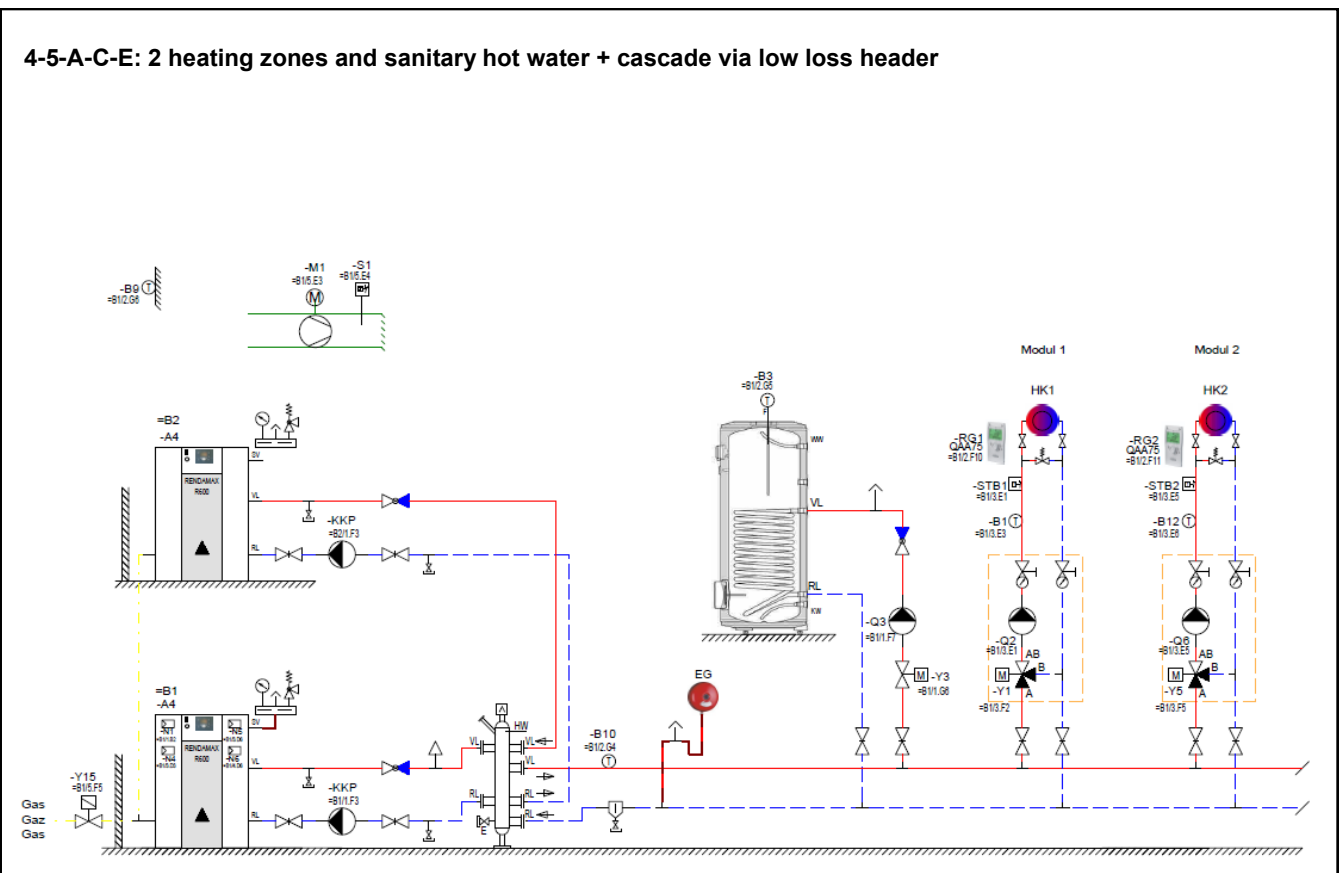 4-5-A-C-E: 2 heating zones and sanitary hot water + cascade via low loss header
-B9
=B1/2.G6
T
-M1
=B1/5.E3
M
-S1
=B1/5.E4
Modul 1
Modul 2
HK1
HK2
-B3
=B1/2.G5
T
F
WW
VL
RL
KW
-RG1
QAA75
=B1/2.F10
-RG2
QAA75
=B1/2.F11
-STB1
=B1/3.E1
-STB2
=B1/3.E5
-B1
=B1/3.E3
T
-B12
=B1/3.E6
T
=B2
-A4
RENDAMAX
R600
SV
VL
RL
-KKP
=B2/1.F3
-Q3
=B1/1.F7
-Q2
=B1/3.E1
-Q6
=B1/3.E5
AB
B
A
M
-Y1
=B1/3.F2
AB
B
A
M
-Y5
=B1/3.F5
M
-Y3
=B1/1.G6
EG
=B1
-A4
-N1
-N5
-N4
-N6
RENDAMAX
R600
SV
VL
RL
-KKP
=B1/1.F3
A
HW
VL
VL
VL
RL
RL
RL
E
-B10
=B1/2.G4
T
-Y15
=B1/5.F5
Gas
Gaz
Gas